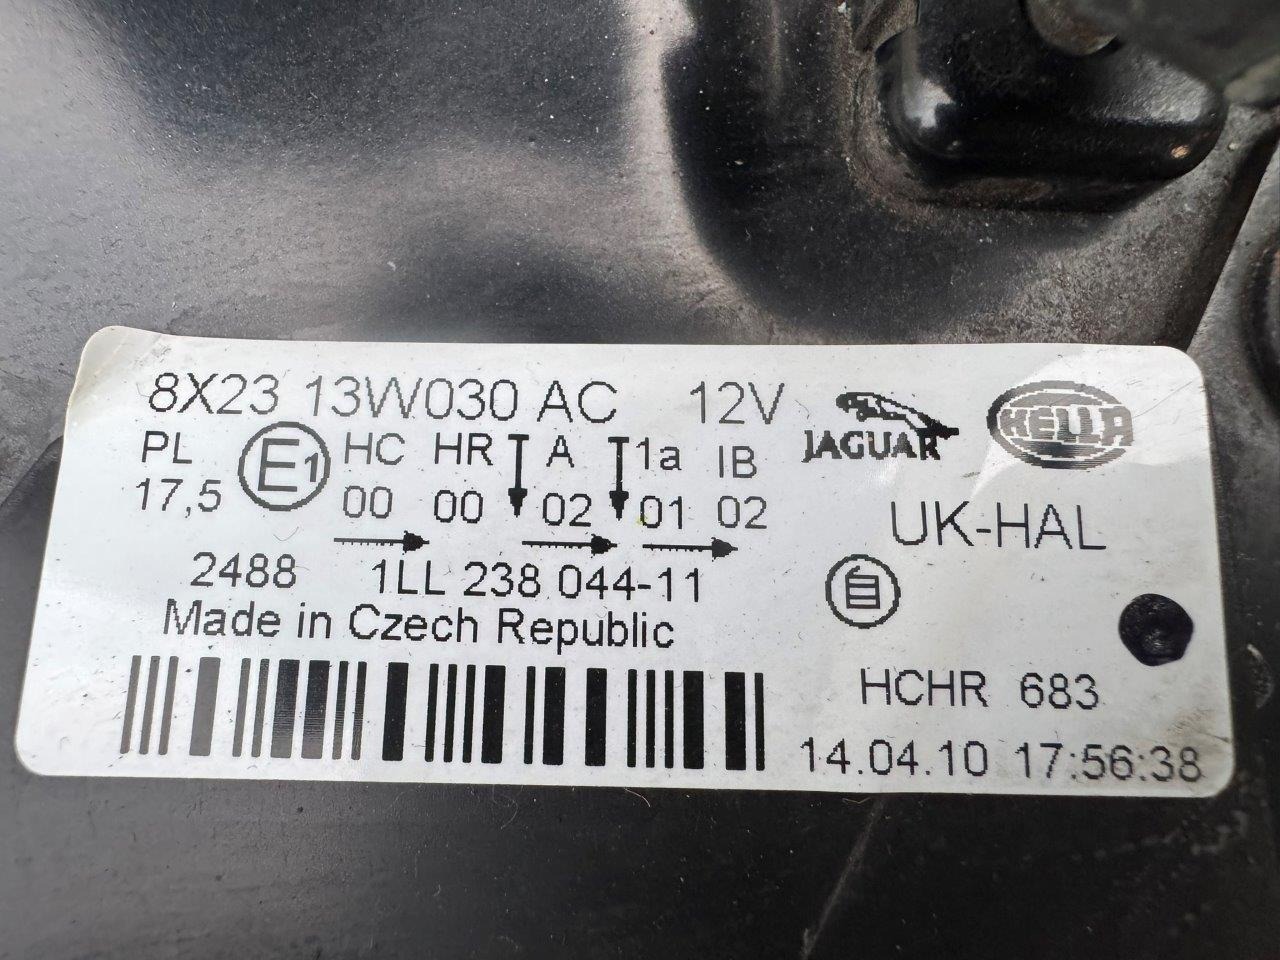 8X23 13W030 AC 12V
JAGUAR
HELLA
PL E1 HC HR A 1a IB
17,5 00 00 02 01 02
UK-HAL
2488 1LL 238 044-11
Made in Czech Republic
HCHR 683
14.04.10 17:56:38